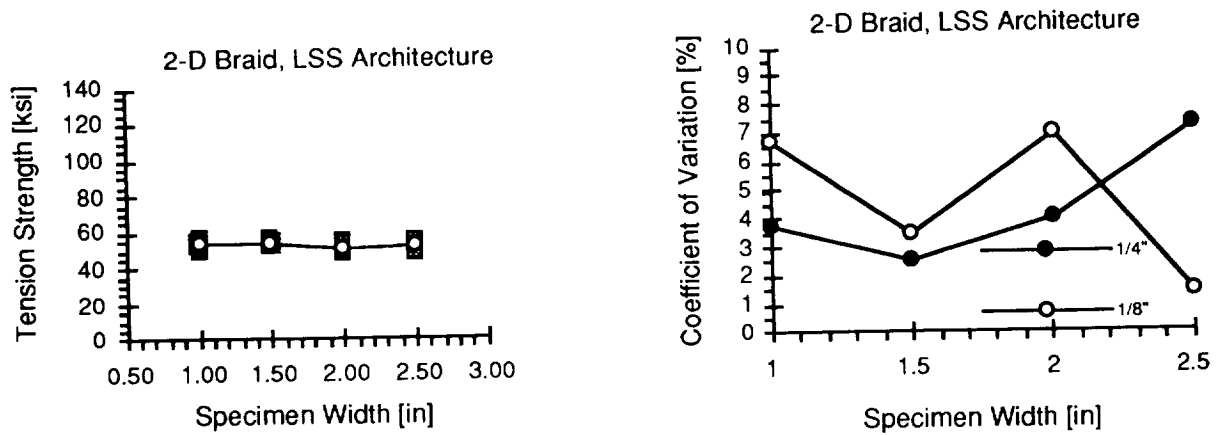 2-D Braid, LSS Architecture
Tension Strength [ksi]
140
120
100
80
60
40
20
0
0.50 1.00 1.50 2.00 2.50 3.00
Specimen Width [in]
2-D Braid, LSS Architecture
Coefficient of Variation [%]
10
9
8
7
6
5
4
3
2
1
0
1/4"
1/8"
1 1.5 2 2.5
Specimen Width [in]